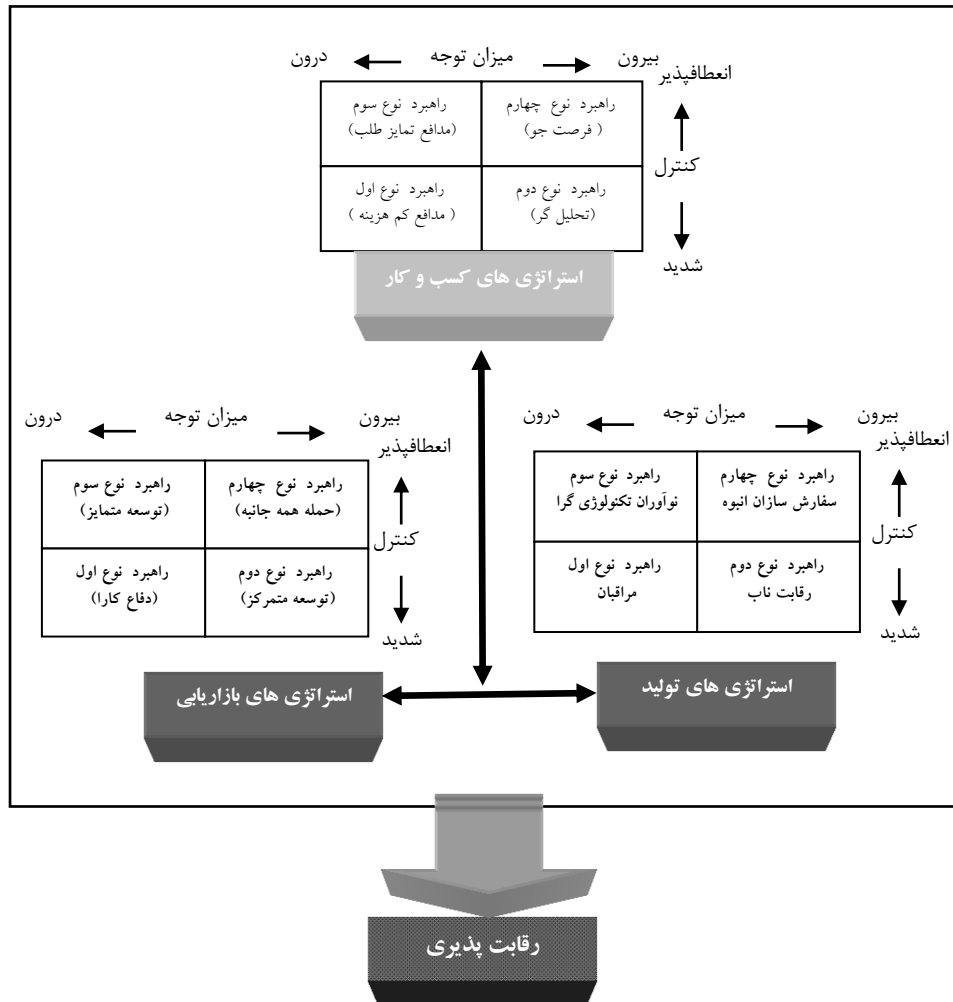 بیرون میزان توجه درون
انعطافپذیر
راهبرد نوع چهارم
( فرصت جو)
راهبرد نوع سوم
(مدافع تمایز طلب)
کنترل
راهبرد نوع دوم
(تحلیل گر)
راهبرد نوع اول
( مدافع کم هزینه )
شدید
استراتژی های کسب و کار
بیرون میزان توجه درون
انعطافپذیر
راهبرد نوع چهارم
سفارش سازان انبوه
راهبرد نوع سوم
نوآوران تکنولوژی گرا
کنترل
راهبرد نوع دوم
رقابت ناب
راهبرد نوع اول
مراقبان
شدید
استراتژی های تولید
بیرون میزان توجه درون
انعطافپذیر
راهبرد نوع چهارم
(حمله همه جانبه)
راهبرد نوع سوم
(توسعه متمایز)
کنترل
راهبرد نوع دوم
(توسعه متمرکز)
راهبرد نوع اول
(دفاع کارا)
شدید
استراتژی های بازاریابی
رقابت پذیری